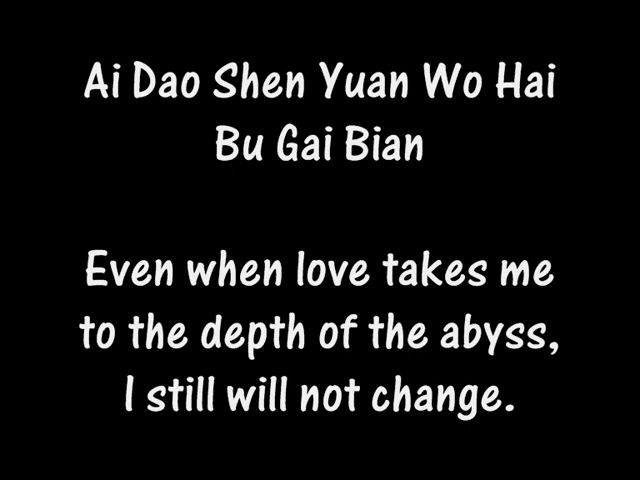 Ai Dao Shen Yuan Wo Hai
Bu Gai Bian
Even when love takes me
to the depth of the abyss,
I still will not change.